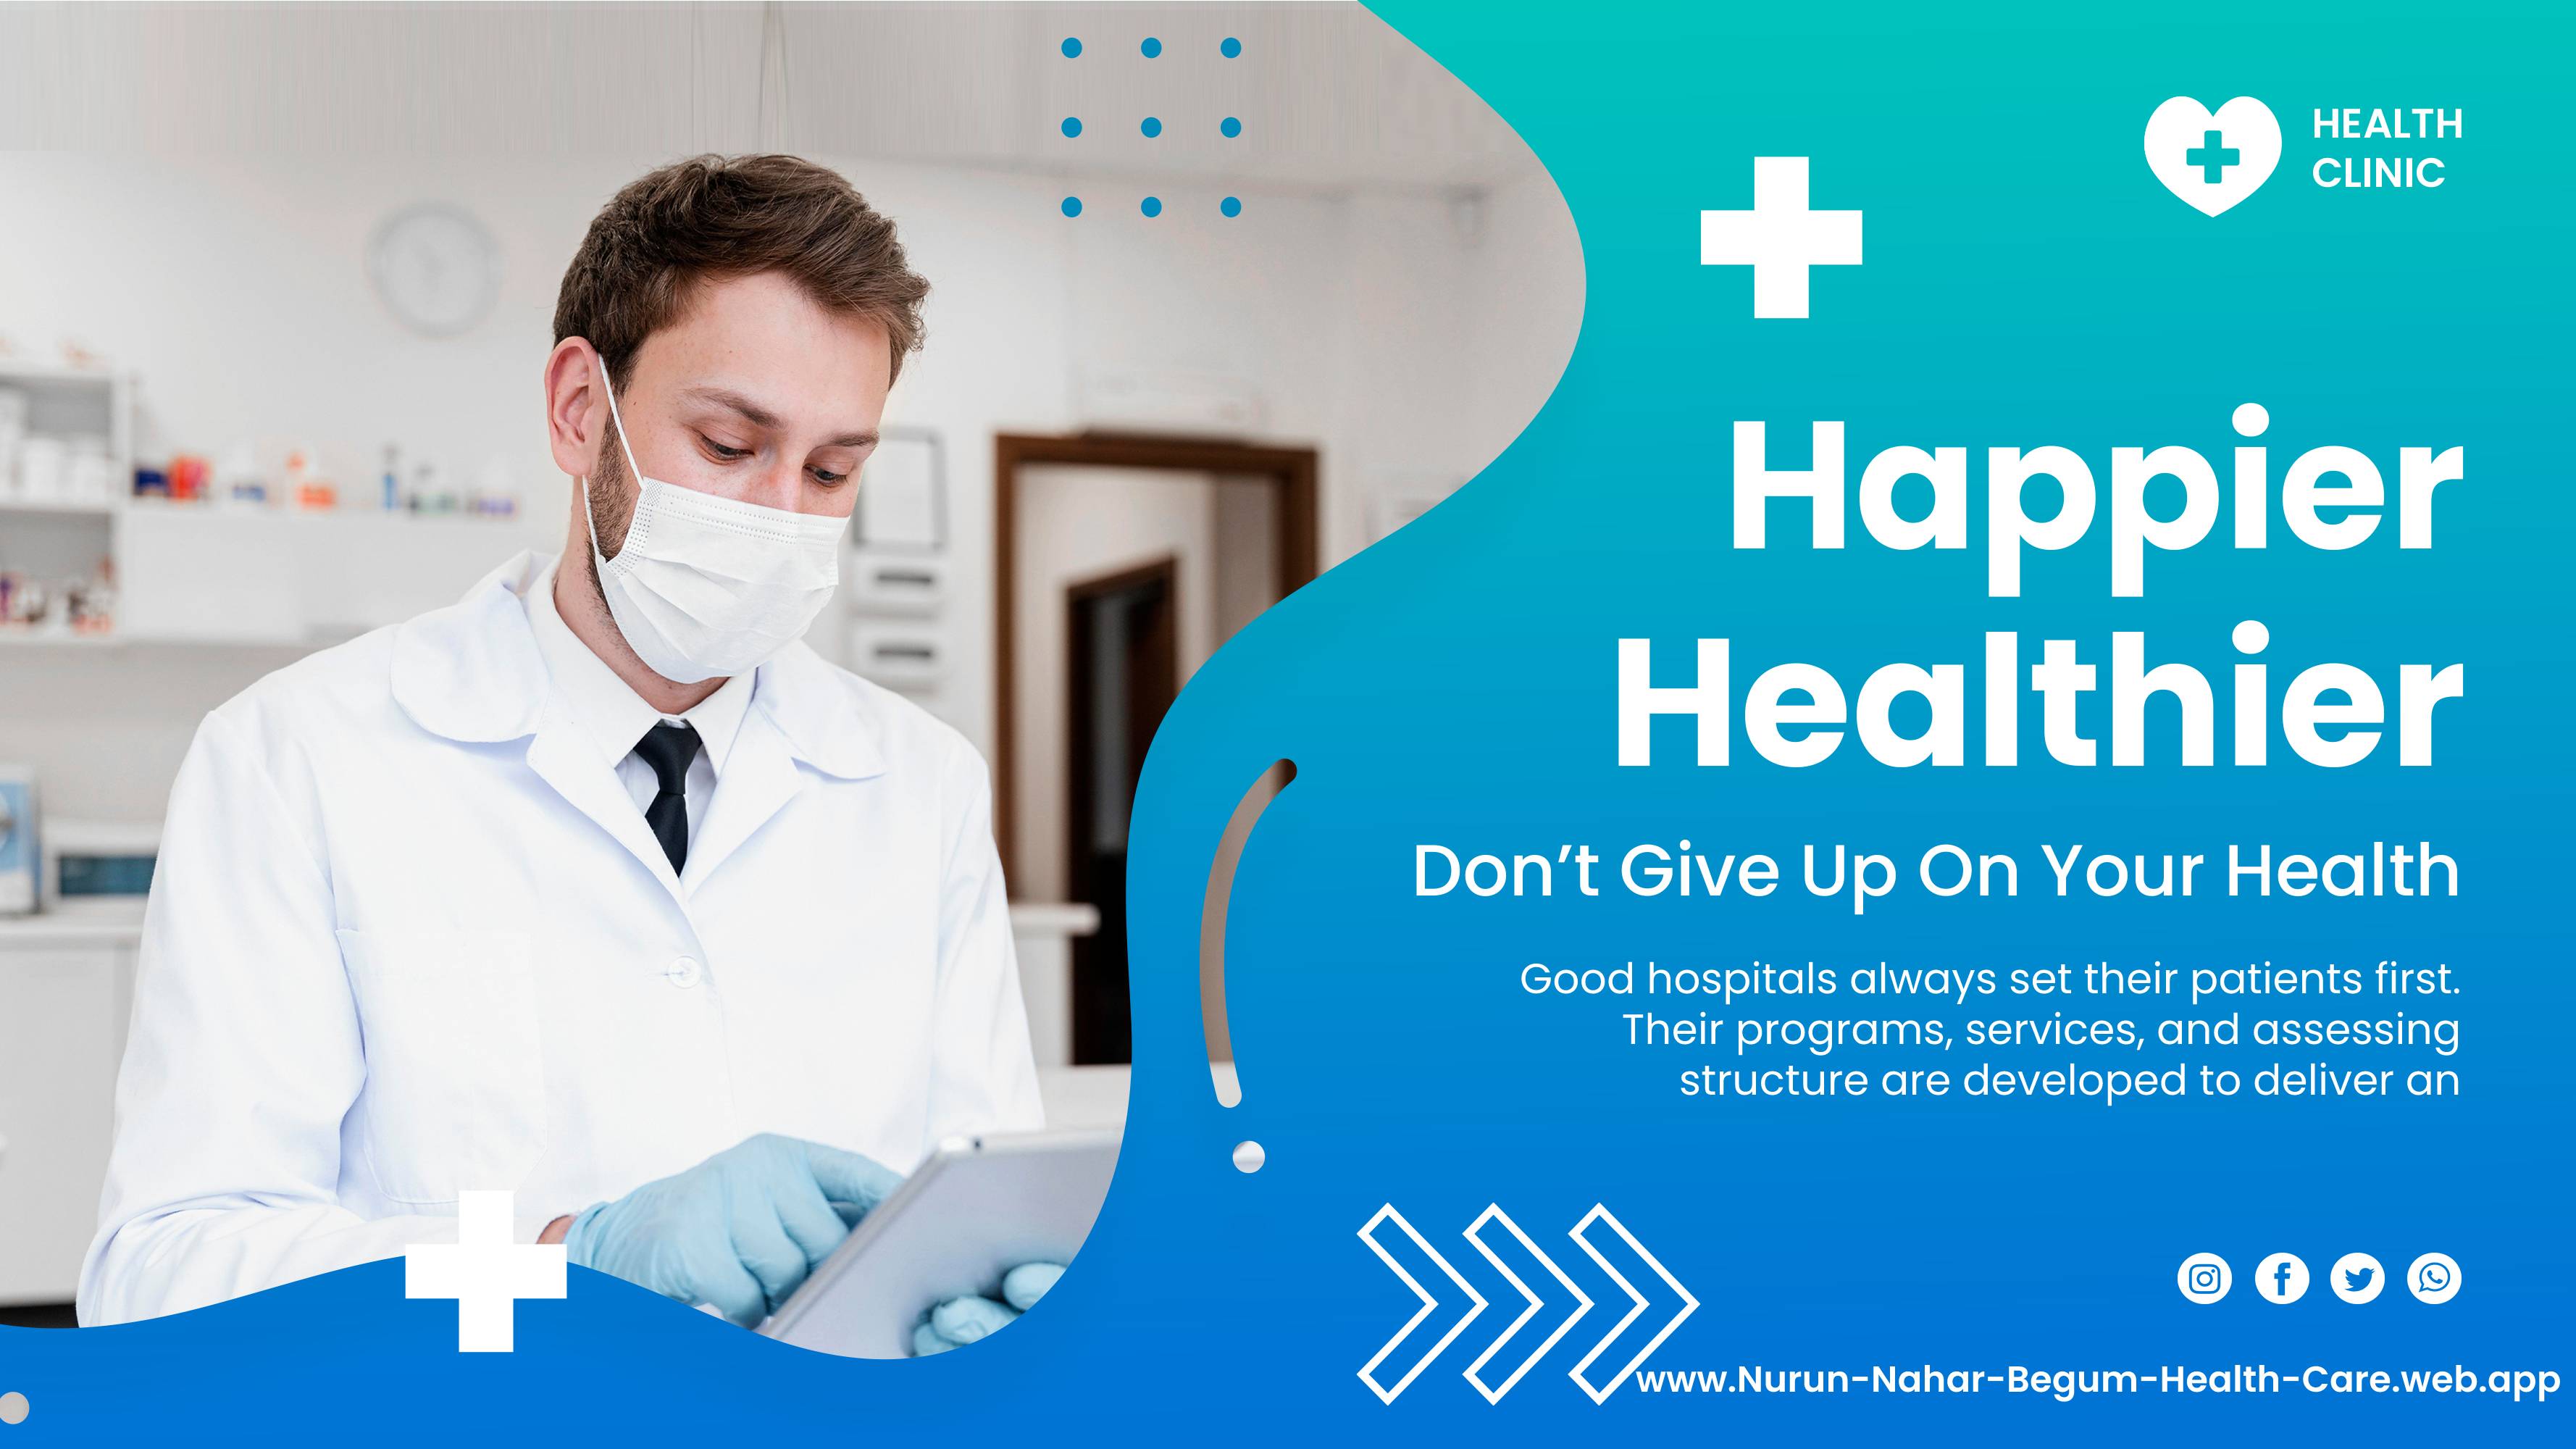 HEALTH
CLINIC
Happier
Healthier
Don’t Give Up On Your Health
Good hospitals always set their patients first.
Their programs, services, and assessing
structure are developed to deliver an
www.Nurun-Nahar-Begum-Health-Care.web.app